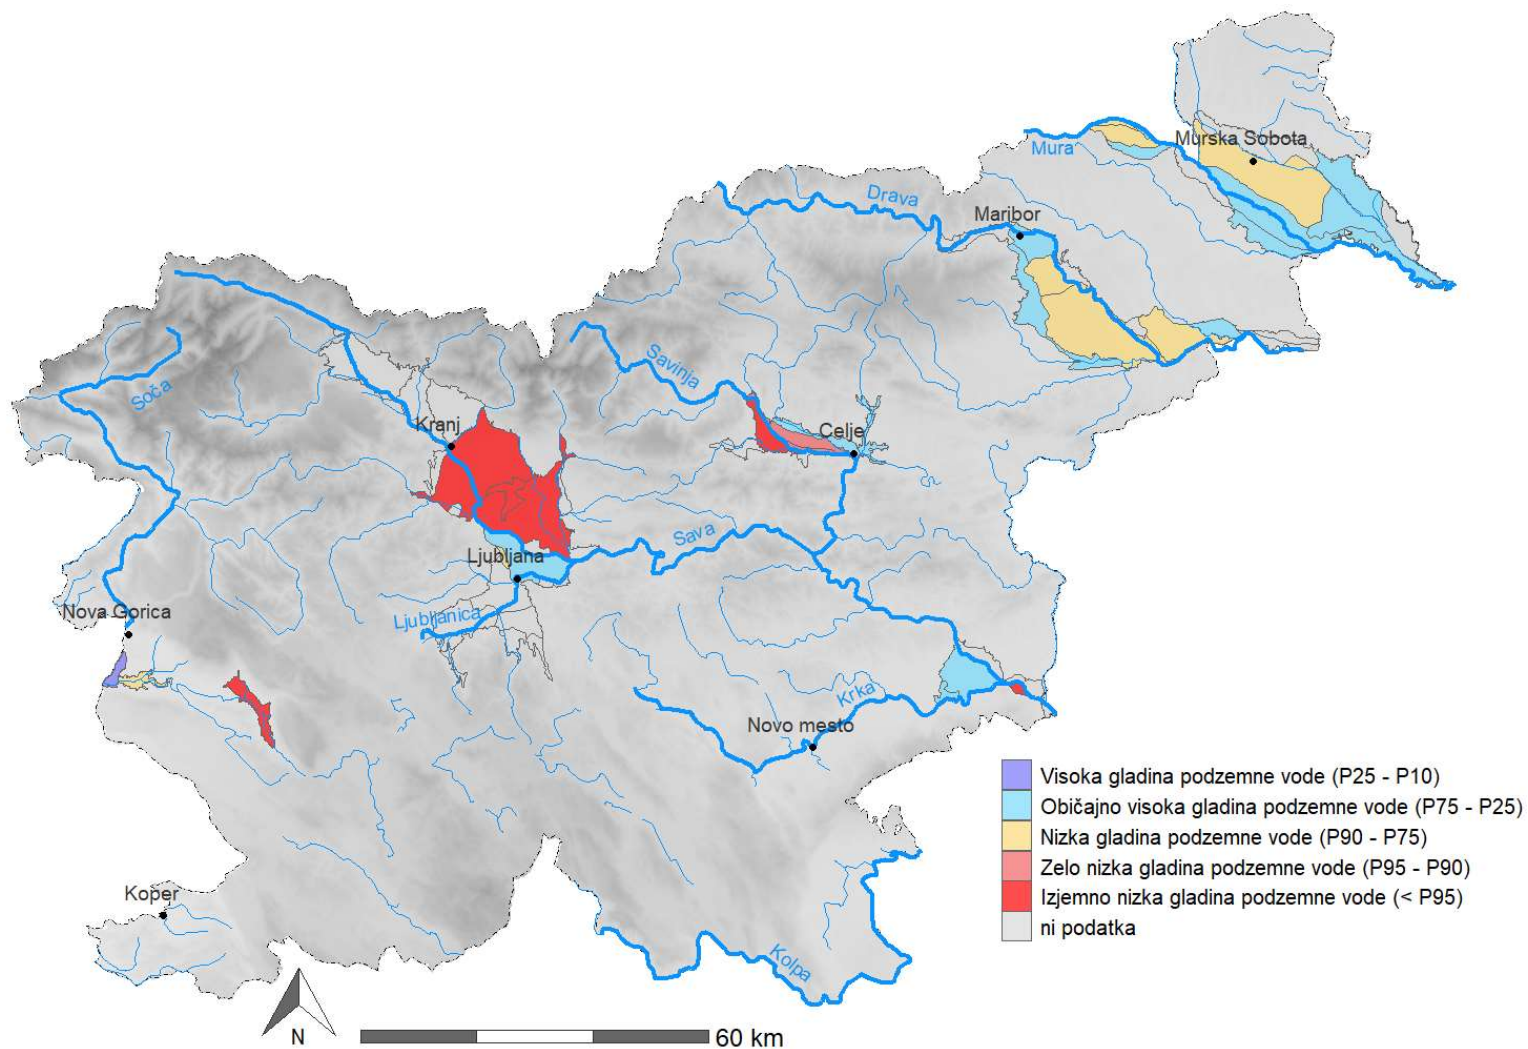 Murska Sobota
Mura
Drava
Maribor
Soča
Savinja
Kranj
Celje
Sava
Ljubljana
Nova Gorica
Ljubljanica
Krka
Novo mesto
Koper
Kolpa
Visoka gladina podzemne vode (P25 - P10)
Običajno visoka gladina podzemne vode (P75 - P25)
Nizka gladina podzemne vode (P90 - P75)
Zelo nizka gladina podzemne vode (P95 - P90)
Izjemno nizka gladina podzemne vode (< P95)
ni podatka
N
60 km